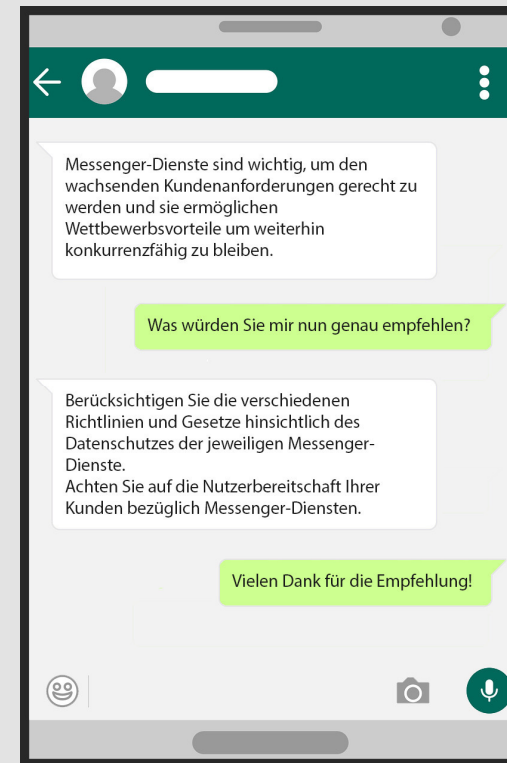 Messenger-Dienste sind wichtig, um den
wachsenden Kundenanforderungen gerecht zu
werden und sie ermöglichen
Wettbewerbsvorteile um weiterhin
konkurrenzfähig zu bleiben.
Was würden Sie mir nun genau empfehlen?
Berücksichtigen Sie die verschiedenen
Richtlinien und Gesetze hinsichtlich des
Datenschutzes der jeweiligen Messenger-
Dienste.
Achten Sie auf die Nutzerbereitschaft Ihrer
Kunden bezüglich Messenger-Diensten.
Vielen Dank für die Empfehlung!